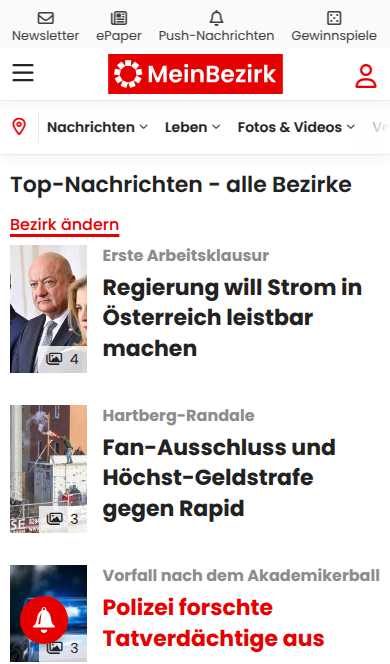 Newsletter
ePaper
Push-Nachrichten
Gewinnspiele
MeinBezirk
Nachrichten
Leben
Fotos & Videos
Top-Nachrichten - alle Bezirke
Bezirk ändern
Erste Arbeitsklausur
Regierung will Strom in
Österreich leistbar
machen
4
Hartberg-Randale
Fan-Ausschluss und
Höchst-Geldstrafe
gegen Rapid
3
Vorfall nach dem Akademikerball
Polizei forschte
Tatverdächtige aus
3